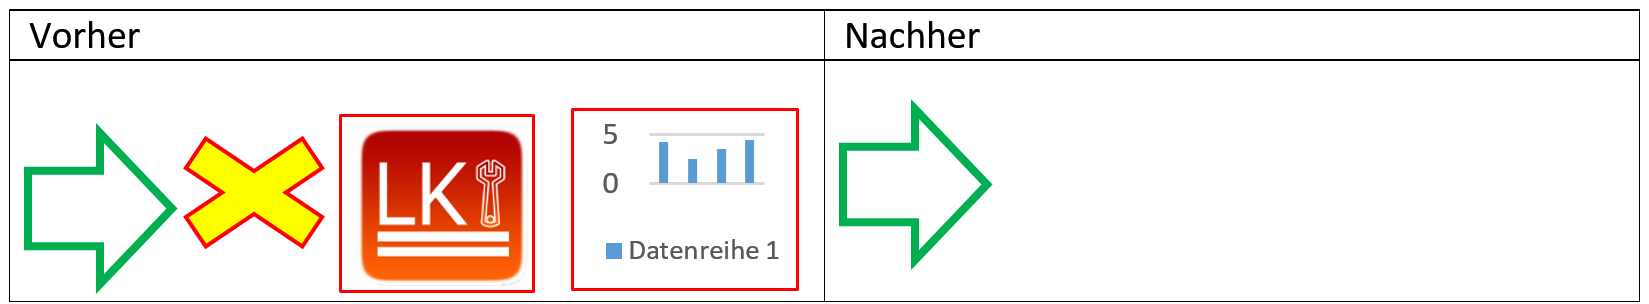 Vorher
Nachher
LK
5
0
Datenreihe 1